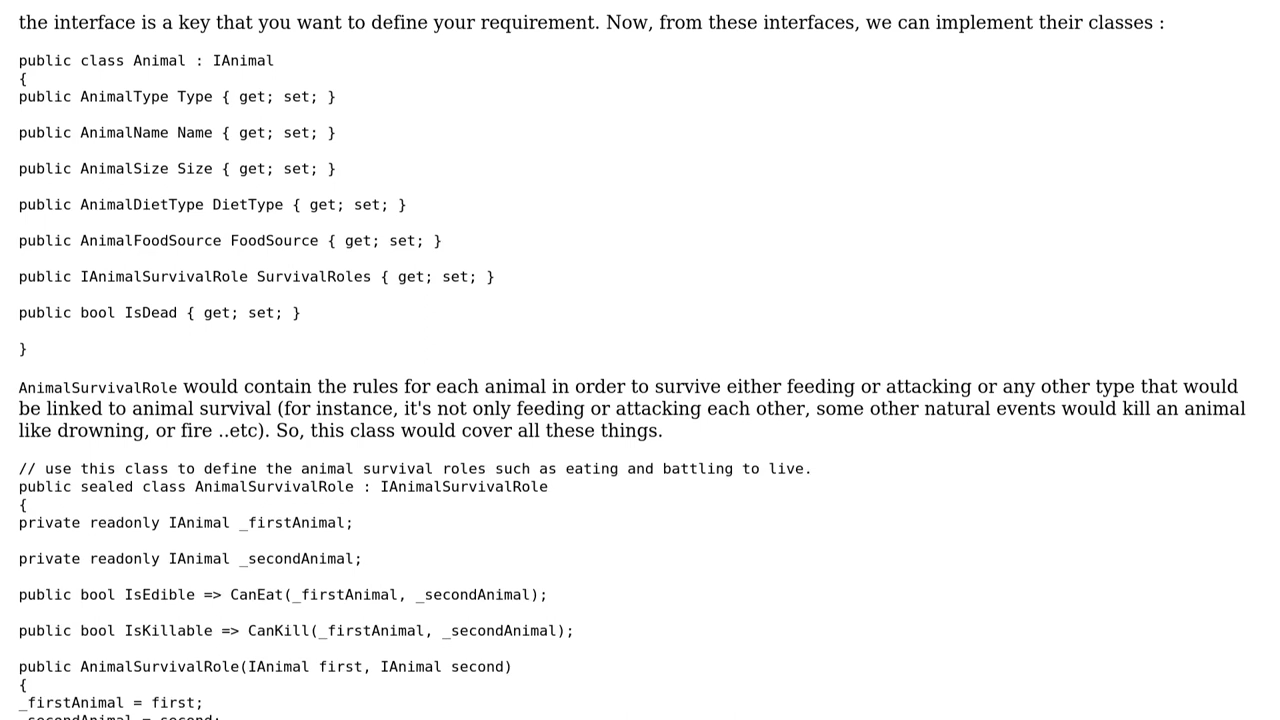 the interface is a key that you want to define your requirement. Now, from these interfaces, we can implement their classes :
public class Animal : IAnimal
{
public AnimalType Type { get; set; }
public AnimalName Name { get; set; }
public AnimalSize Size { get; set; }
public AnimalDietType DietType { get; set; }
public AnimalFoodSource FoodSource { get; set; }
public IAnimalSurvivalRole SurvivalRoles { get; set; }
public bool IsDead { get; set; }
}
AnimalSurvivalRole would contain the rules for each animal in order to survive either feeding or attacking or any other type that would
be linked to animal survival (for instance, it's not only feeding or attacking each other, some other natural events would kill an animal
like drowning, or fire ..etc). So, this class would cover all these things.
// use this class to define the animal survival roles such as eating and battling to live.
public sealed class AnimalSurvivalRole : IAnimalSurvivalRole
{
private readonly IAnimal _firstAnimal;
private readonly IAnimal _secondAnimal;
public bool IsEdible => CanEat(_firstAnimal, _secondAnimal);
public bool IsKillable => CanKill(_firstAnimal, _secondAnimal);
public AnimalSurvivalRole(IAnimal first, IAnimal second)
{
_firstAnimal = first;
_secondAnimal = second;